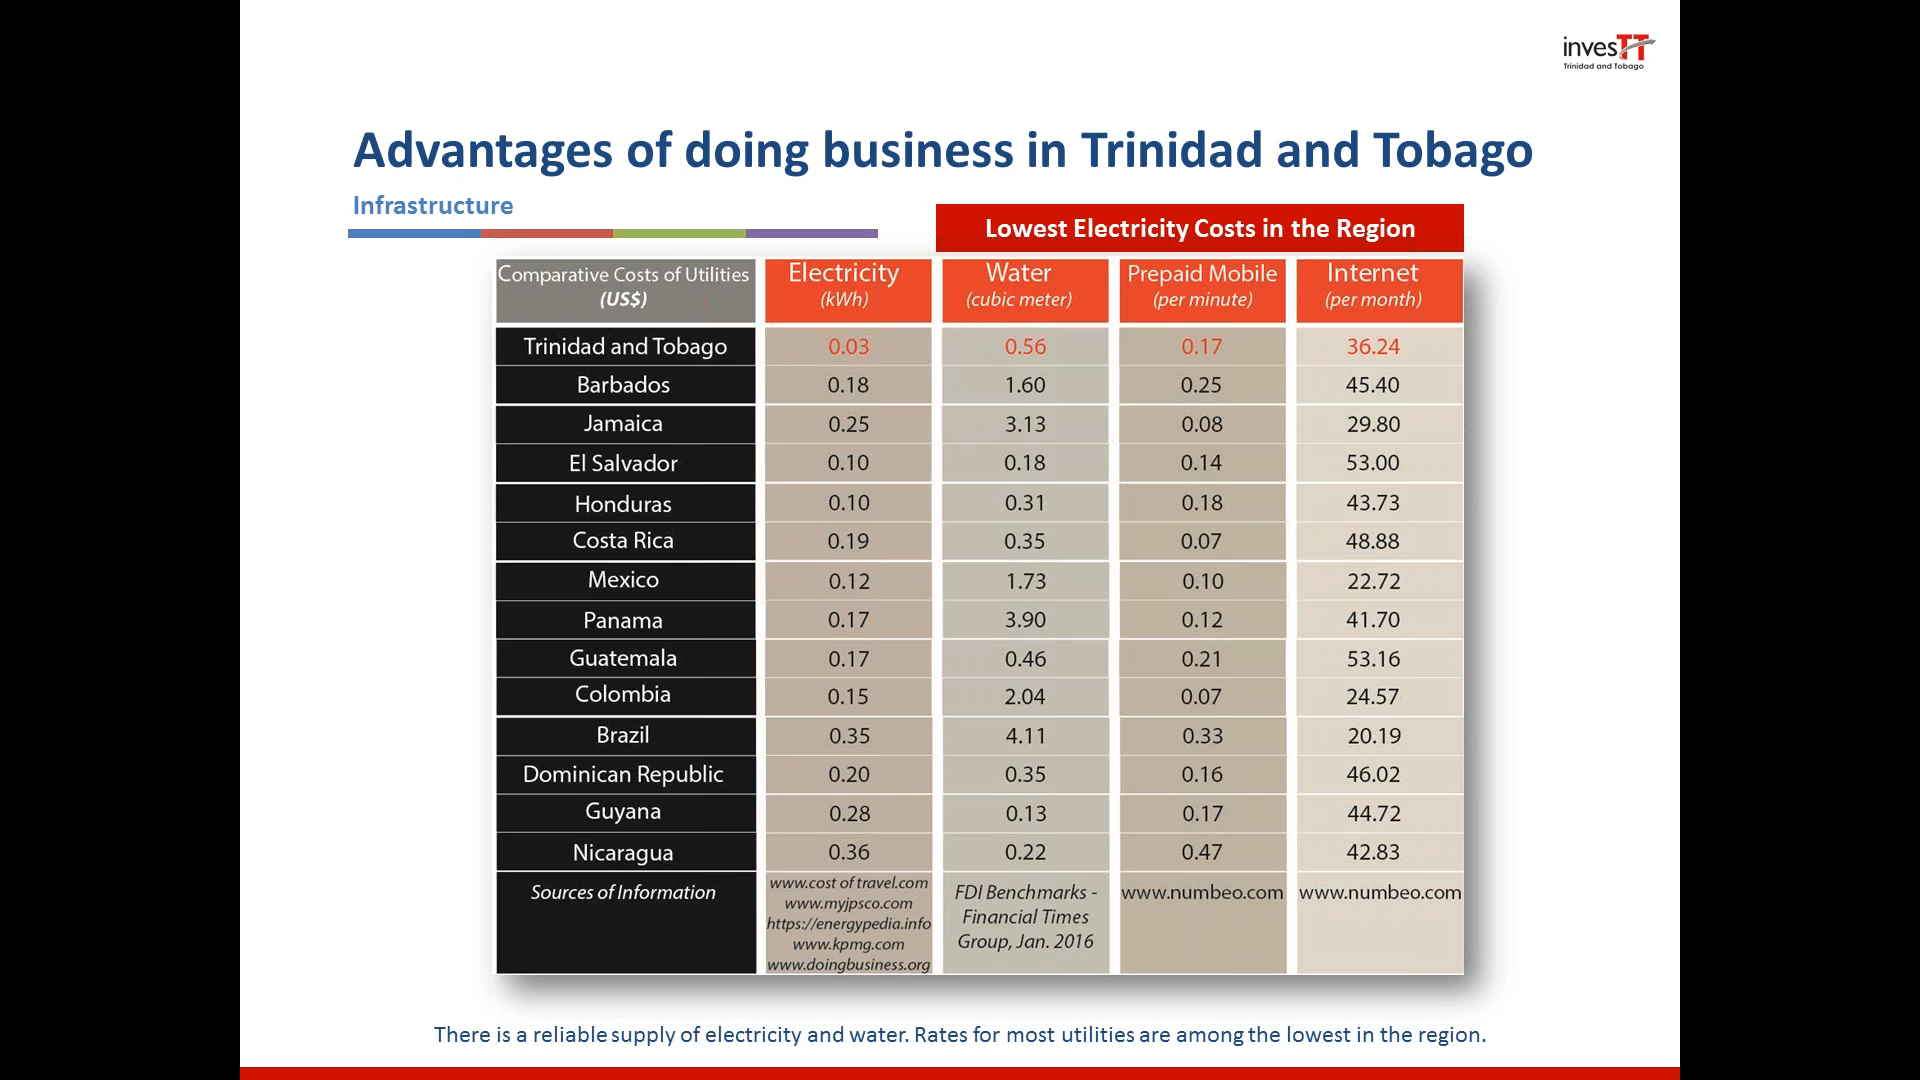 invesTT
Trinidad and Tobago
Advantages of doing business in Trinidad and Tobago
Infrastructure
Lowest Electricity Costs in the Region
Comparative Costs of Utilities (US$) Electricity (kWh) Water (cubic meter) Prepaid Mobile (per minute) Internet (per month)
Trinidad and Tobago 0.03 0.56 0.17 36.24
Barbados 0.18 1.60 0.25 45.40
Jamaica 0.25 3.13 0.08 29.80
El Salvador 0.10 0.18 0.14 53.00
Honduras 0.10 0.31 0.18 43.73
Costa Rica 0.19 0.35 0.07 48.88
Mexico 0.12 1.73 0.10 22.72
Panama 0.17 3.90 0.12 41.70
Guatemala 0.17 0.46 0.21 53.16
Colombia 0.15 2.04 0.07 24.57
Brazil 0.35 4.11 0.33 20.19
Dominican Republic 0.20 0.35 0.16 46.02
Guyana 0.28 0.13 0.17 44.72
Nicaragua 0.36 0.22 0.47 42.83
Sources of Information
www.cost of travel.com
www.myjpsco.com
https://energypedia.info
www.kpmg.com
www.doingbusiness.org
FDI Benchmarks -
Financial Times
Group, Jan. 2016
www.numbeo.com
www.numbeo.com
There is a reliable supply of electricity and water. Rates for most utilities are among the lowest in the region.